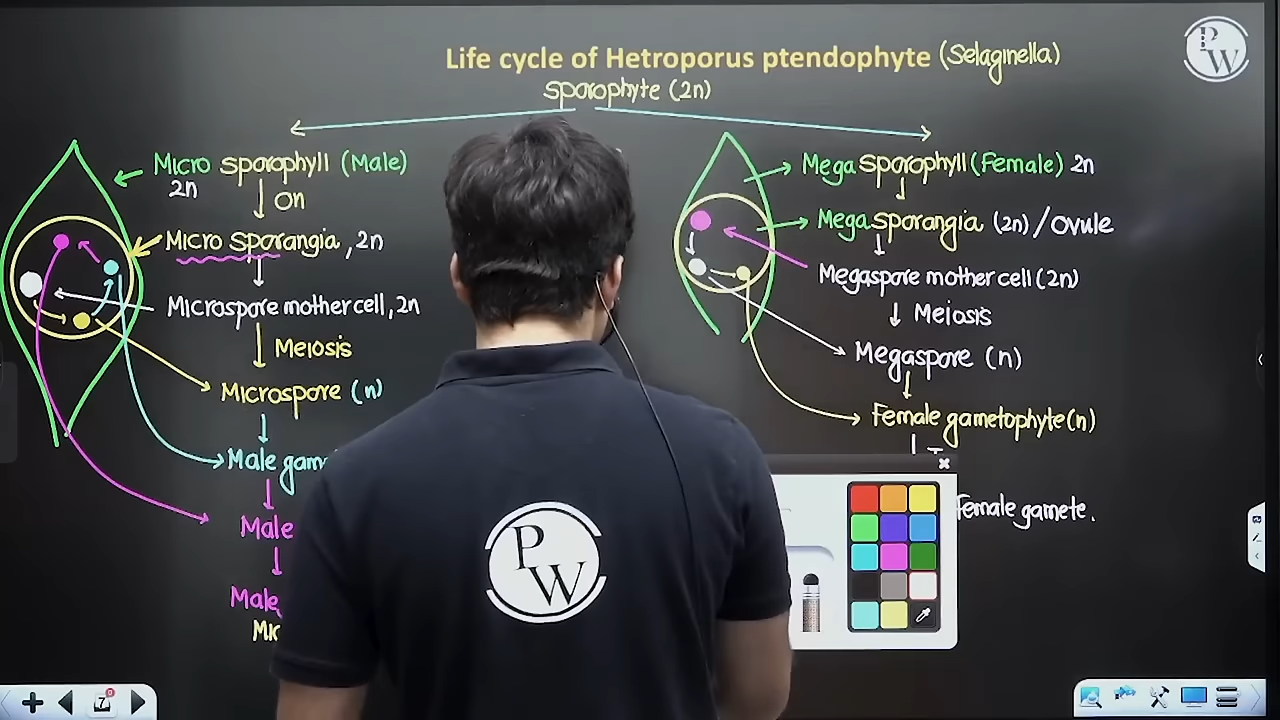 Life cycle of Hetroporus ptendophyte (Selaginella)
sporophyte (2n)
Micro sporophyll (Male)
2n
On
Micro sporangia, 2n
Microspore mother cell, 2n
Meiosis
Microspore (n)
Male
Male
Male
Mega sporophyll (Female) 2n
Mega sporangia (2n) / Ovule
Megaspore mother cell (2n)
Meiosis
Megaspore (n)
Female gametophyte (n)
Female gamete.
PW
PW
7